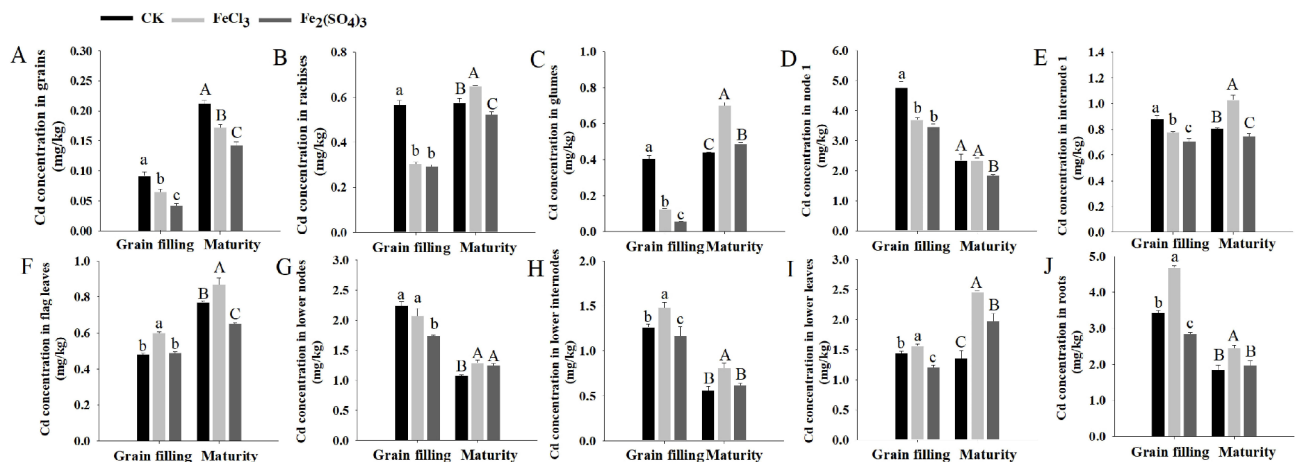 CK FeCl3 Fe2(SO4)3
A
Cd concentration in grains
(mg/kg)
0.30
0.25
0.20
0.15
0.10
0.05
0.00
a
b
c
A
B
C
Grain filling Maturity
B
Cd concentration in rachises
(mg/kg)
0.8
0.6
0.4
0.2
0.0
a
b
b
B
A
C
Grain filling Maturity
C
Cd concentration in glumes
(mg/kg)
1.0
0.8
0.6
0.4
0.2
0.0
a
b
c
C
A
B
Grain filling Maturity
D
Cd concentration in node 1
(mg/kg)
6.0
5.0
4.0
3.0
2.0
1.0
0.0
a
b
b
A
A
B
Grain filling Maturity
E
Cd concentration in internode 1
(mg/kg)
1.4
1.2
1.0
0.8
0.6
0.4
0.2
0.0
a
b
c
B
A
C
Grain filling Maturity
F
Cd concentration in flag leaves
(mg/kg)
1.0
0.8
0.6
0.4
0.2
0.0
b
a
b
B
A
C
Grain filling Maturity
G
Cd concentration in lower nodes
(mg/kg)
3.0
2.5
2.0
1.5
1.0
0.5
0.0
a
a
b
B
A
A
Grain filling Maturity
H
Cd concentration in lower internodes
(mg/kg)
2.0
1.5
1.0
0.5
0.0
b
a
c
B
A
B
Grain filling Maturity
I
Cd concentration in lower leaves
(mg/kg)
3.0
2.5
2.0
1.5
1.0
0.5
0.0
b
a
c
C
A
B
Grain filling Maturity
J
Cd concentration in roots
(mg/kg)
5.0
4.0
3.0
2.0
1.0
0.0
b
a
c
B
A
B
Grain filling Maturity